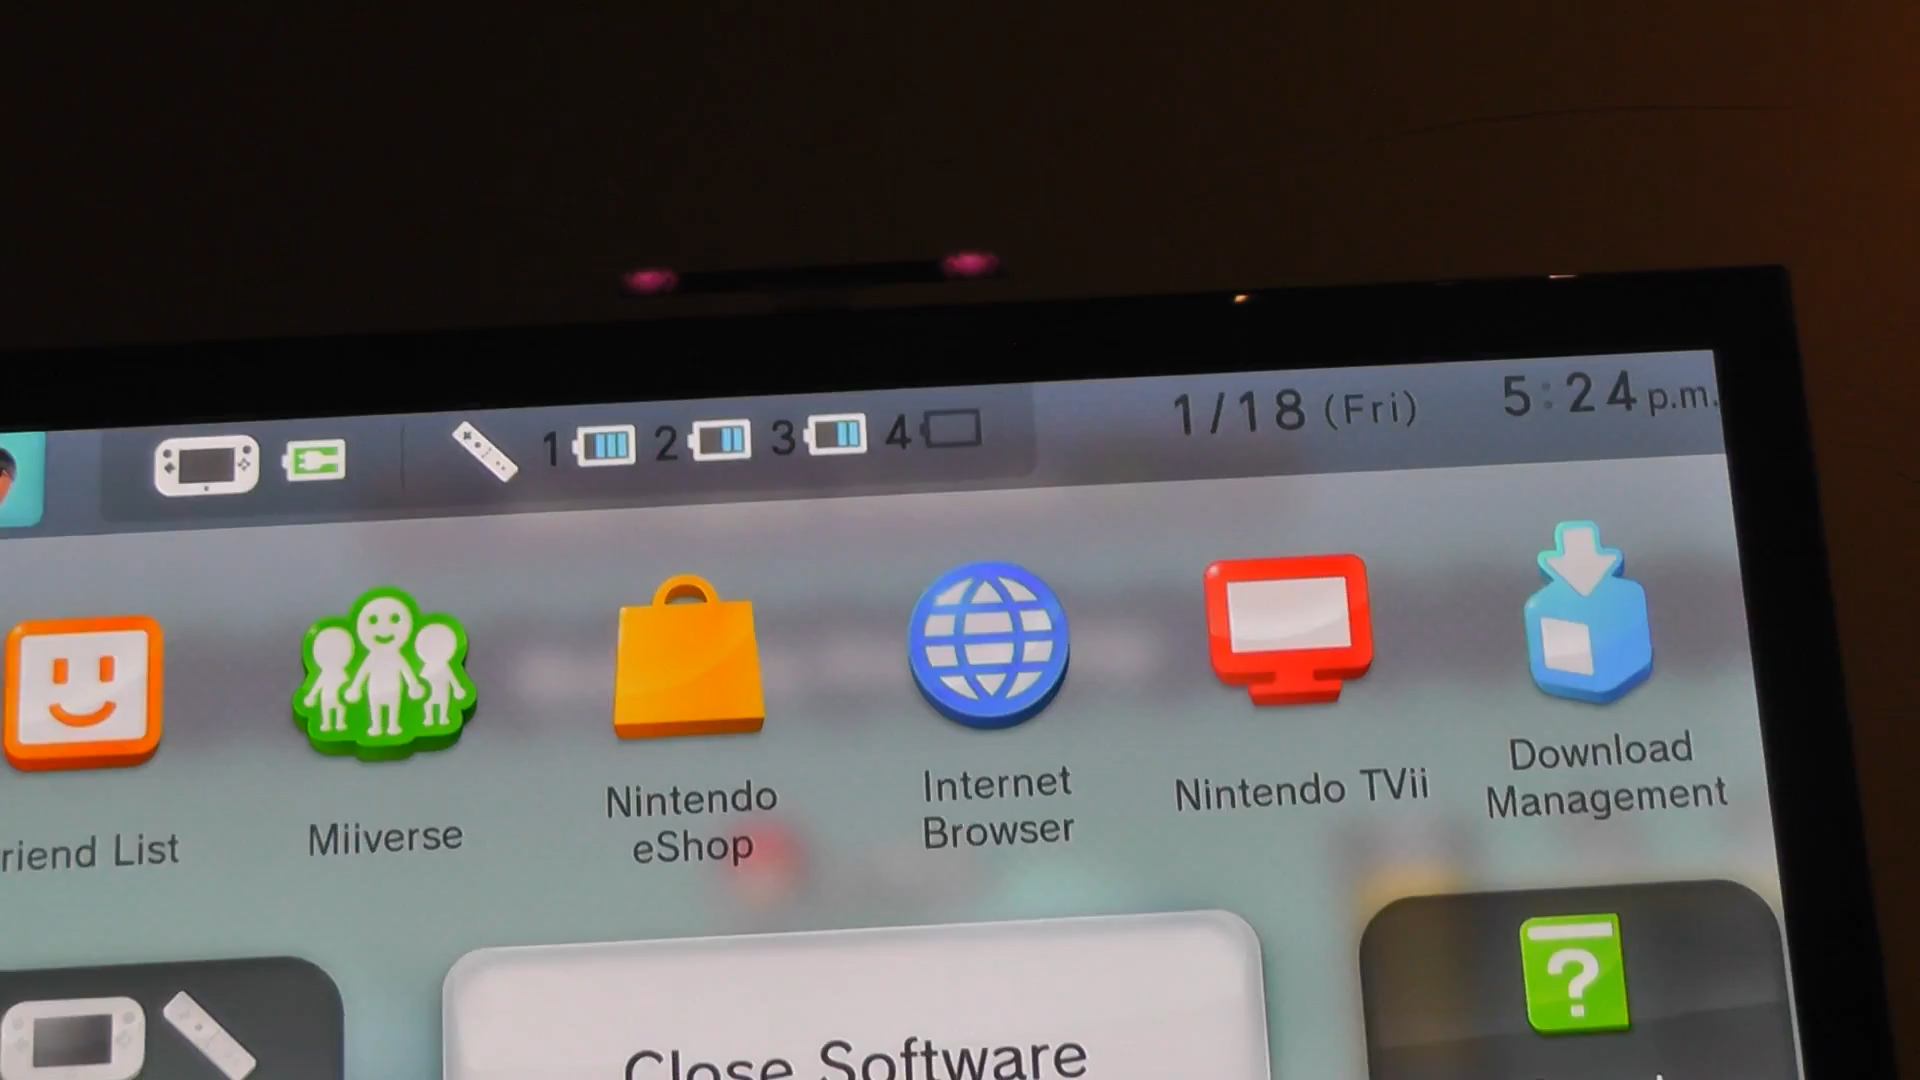 1 2 3 4 1/18 (Fri) 5:24 p.m.
riend List
Miiverse
Nintendo
eShop
Internet
Browser
Nintendo TVii
Download
Management
?
Close Software